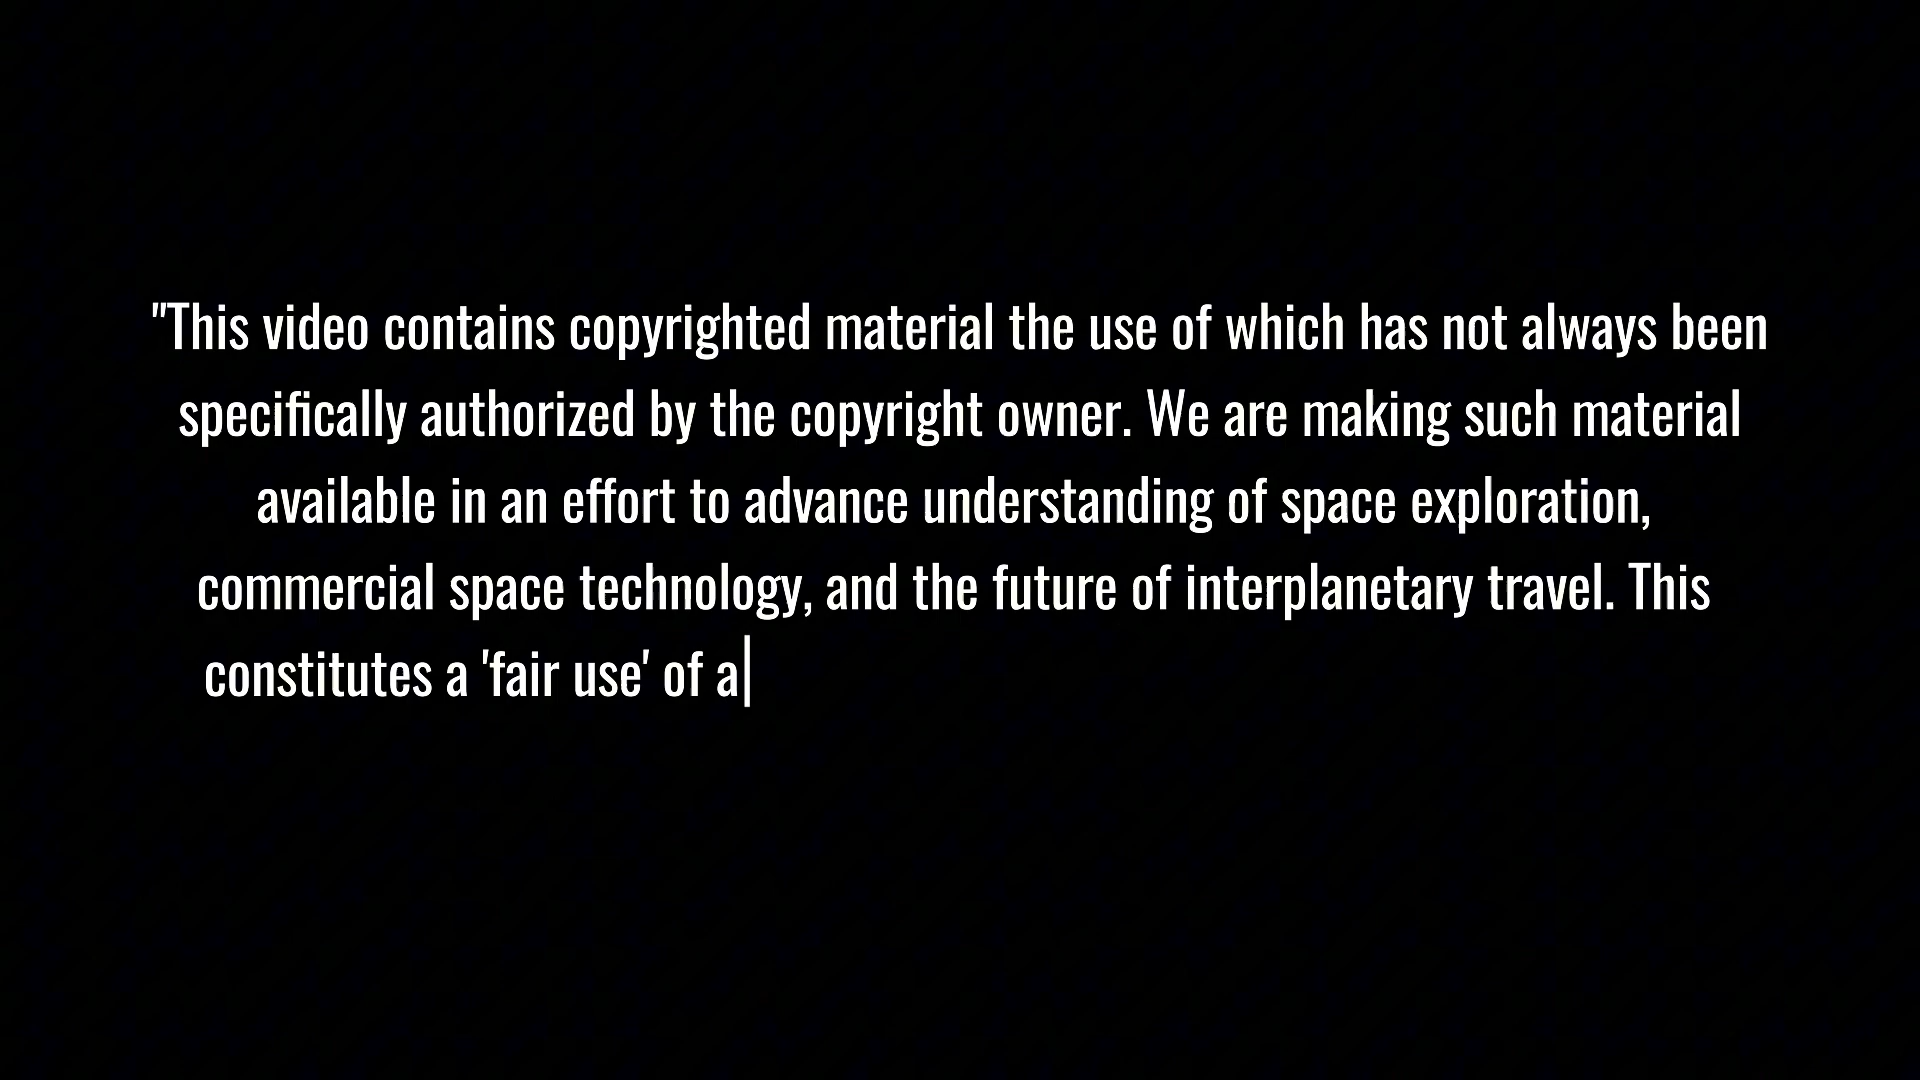 "This video contains copyrighted material the use of which has not always been
specifically authorized by the copyright owner. We are making such material
available in an effort to advance understanding of space exploration,
commercial space technology, and the future of interplanetary travel. This
constitutes a 'fair use' of a